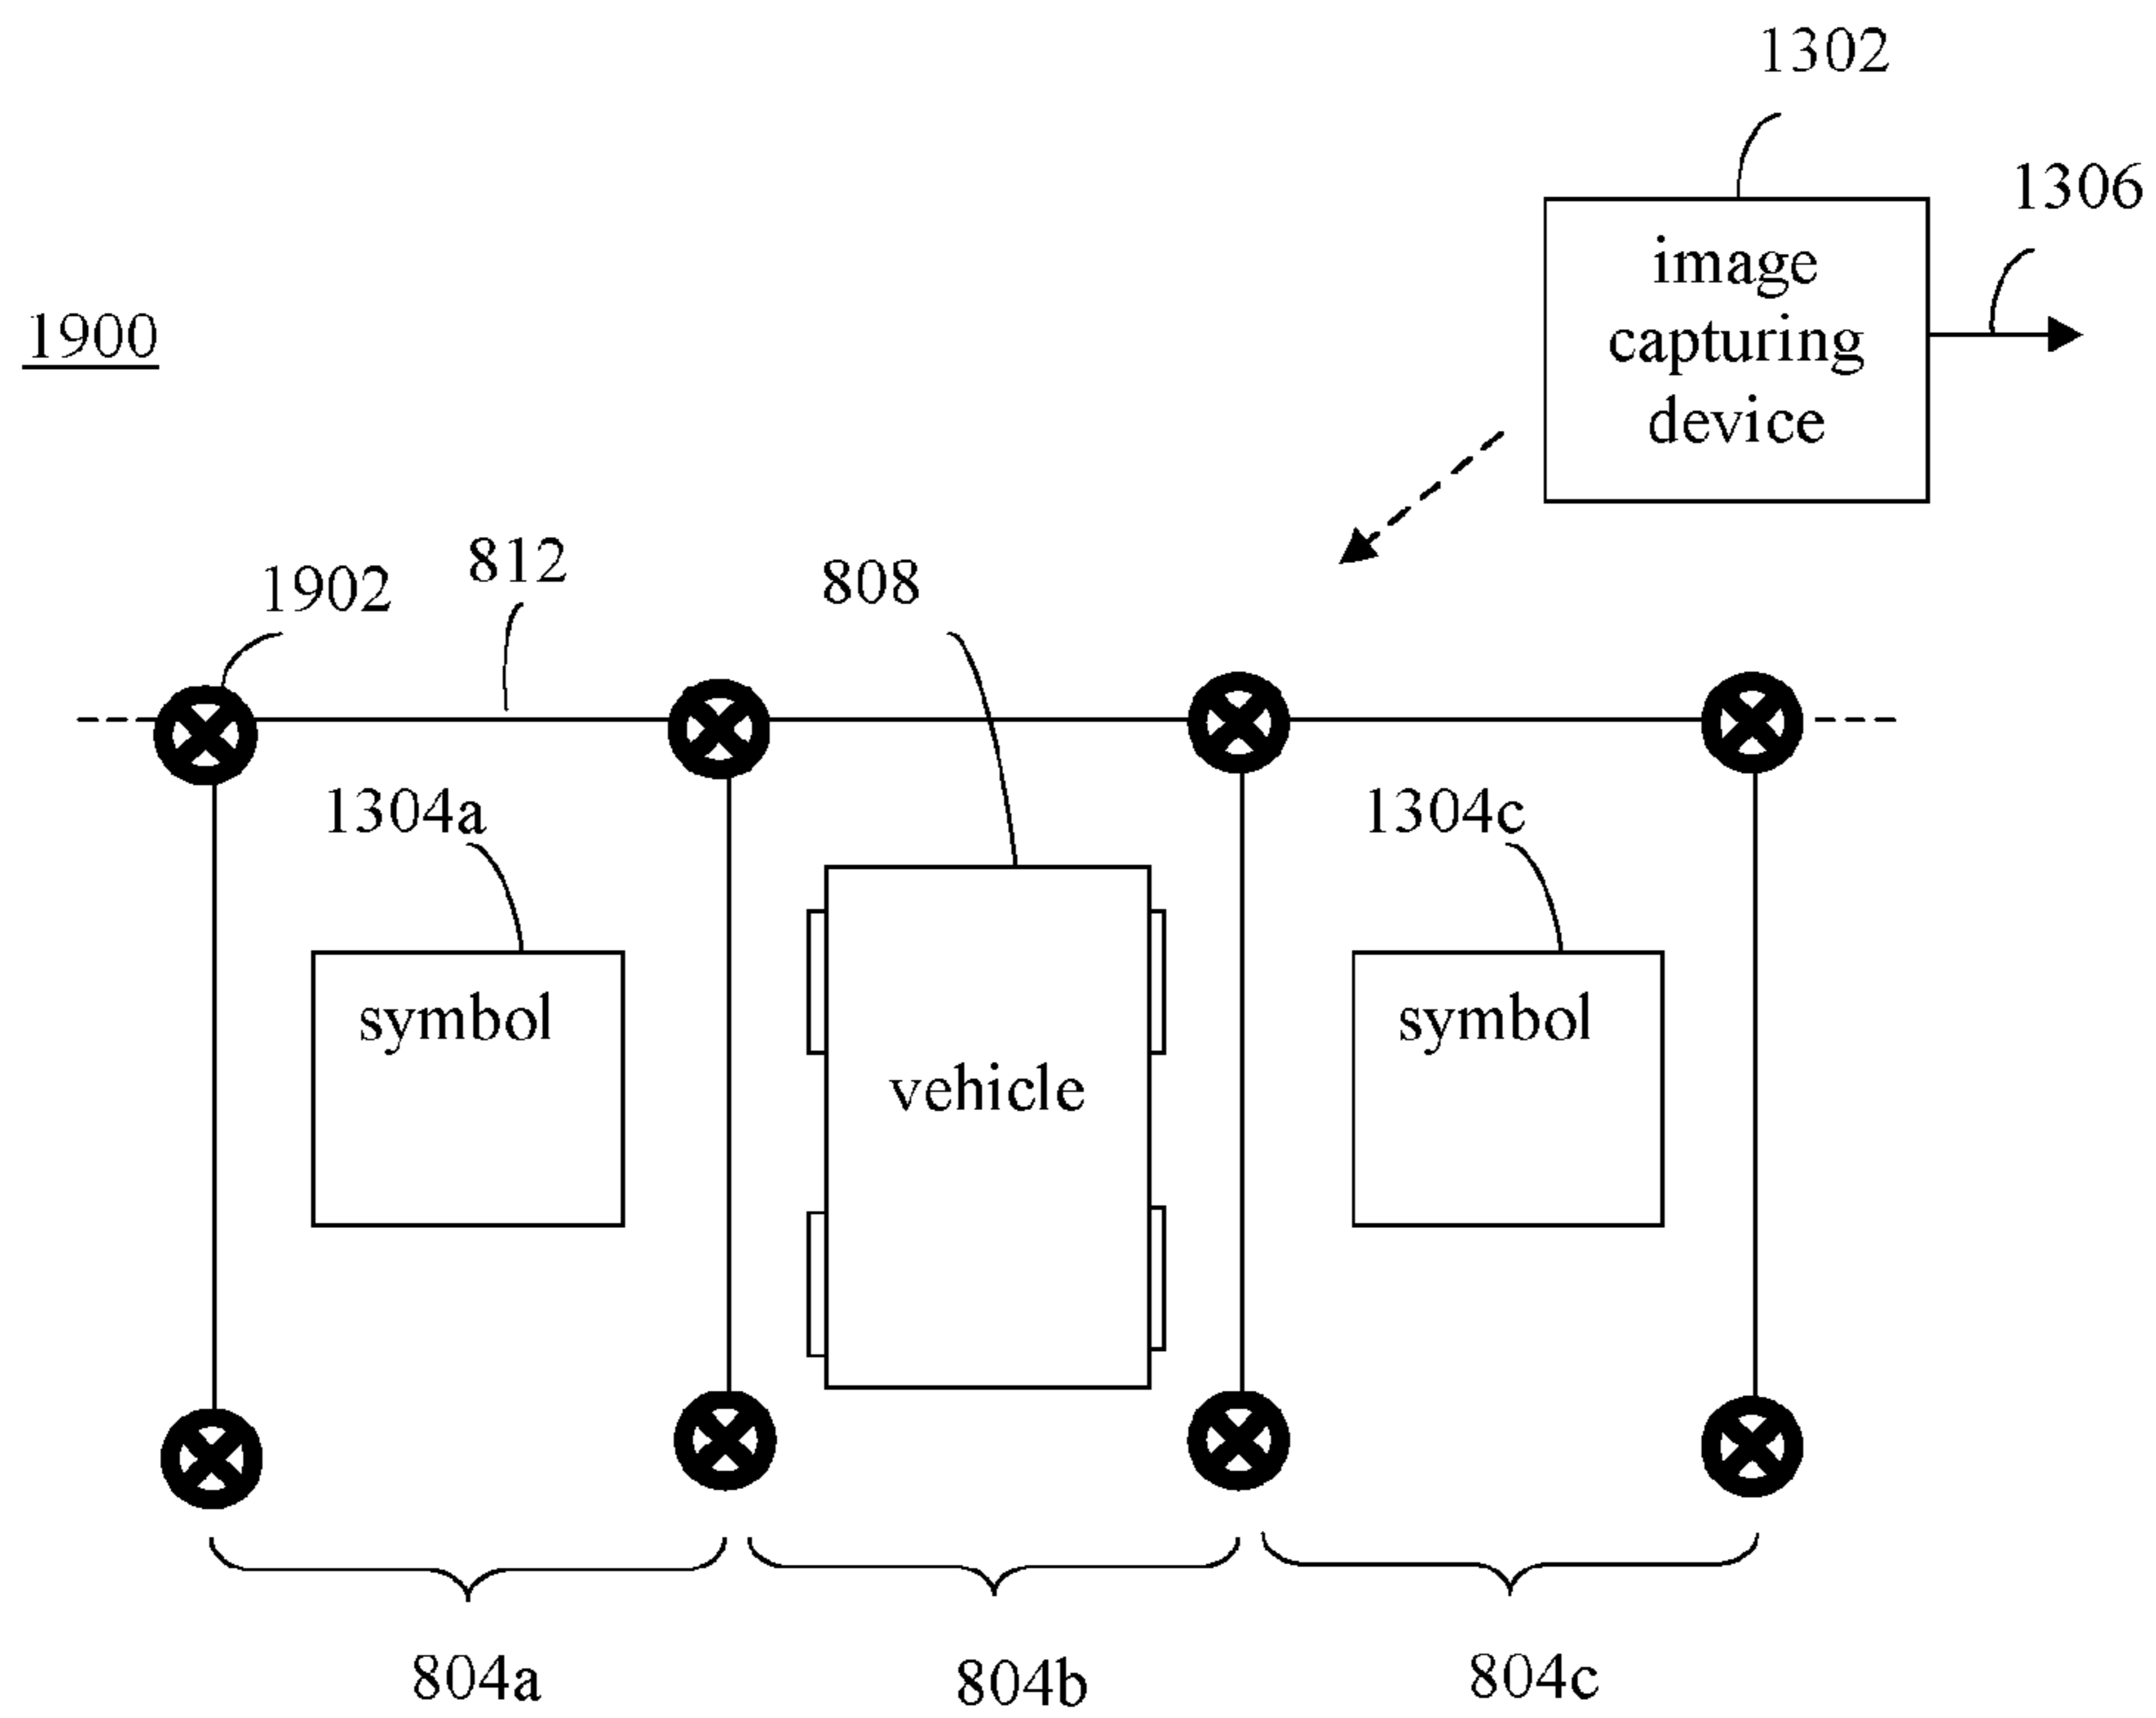 1302
1306
image
capturing
device
1900
812
808
1902
1304a
1304c
symbol
symbol
vehicle
804a
804b
804c